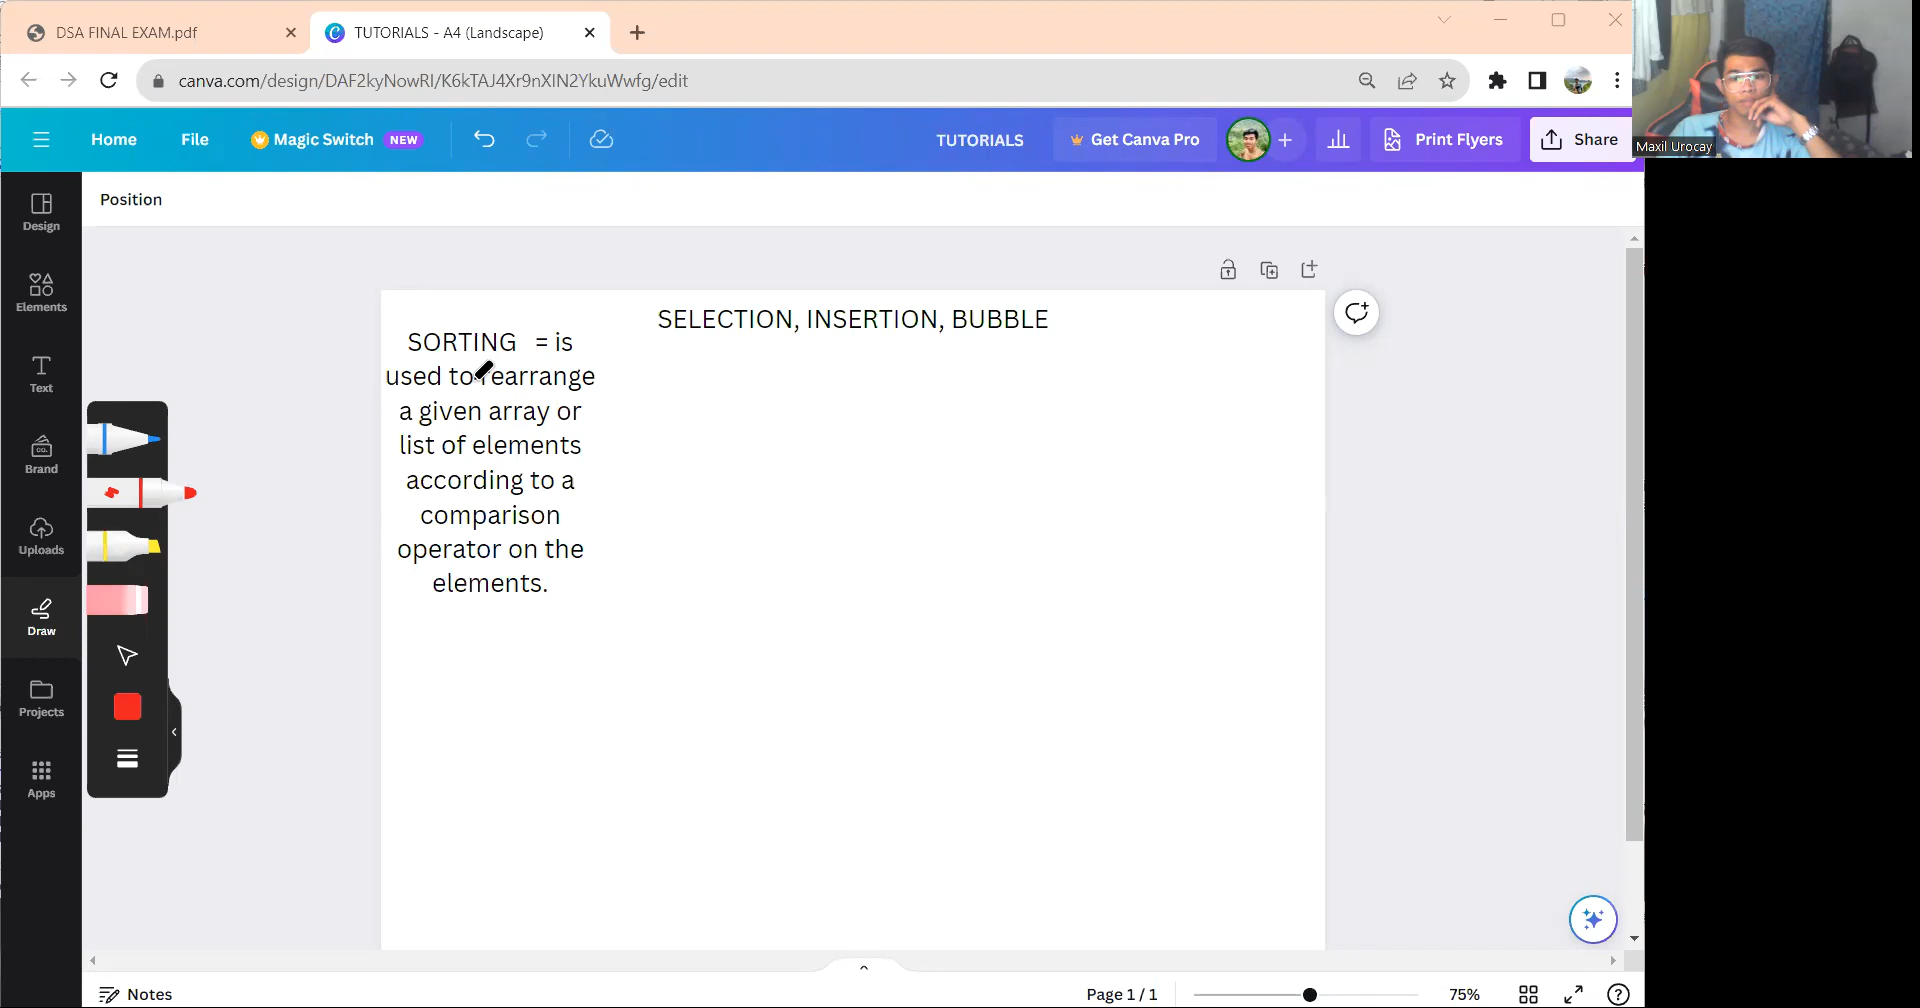 DSA FINAL EXAM.pdf
TUTORIALS - A4 (Landscape)
canva.com/design/DAF2kyNowRI/K6kTAJ4Xr9nXIN2YkuWwfg/edit
Home
File
Magic Switch NEW
TUTORIALS
Get Canva Pro
Print Flyers
Share
Maxil Urocay
Position
Design
Elements
Text
Brand
Uploads
Draw
Projects
Apps
SELECTION, INSERTION, BUBBLE
SORTING = is
used to rearrange
a given array or
list of elements
according to a
comparison
operator on the
elements.
Notes
Page 1 / 1
75%